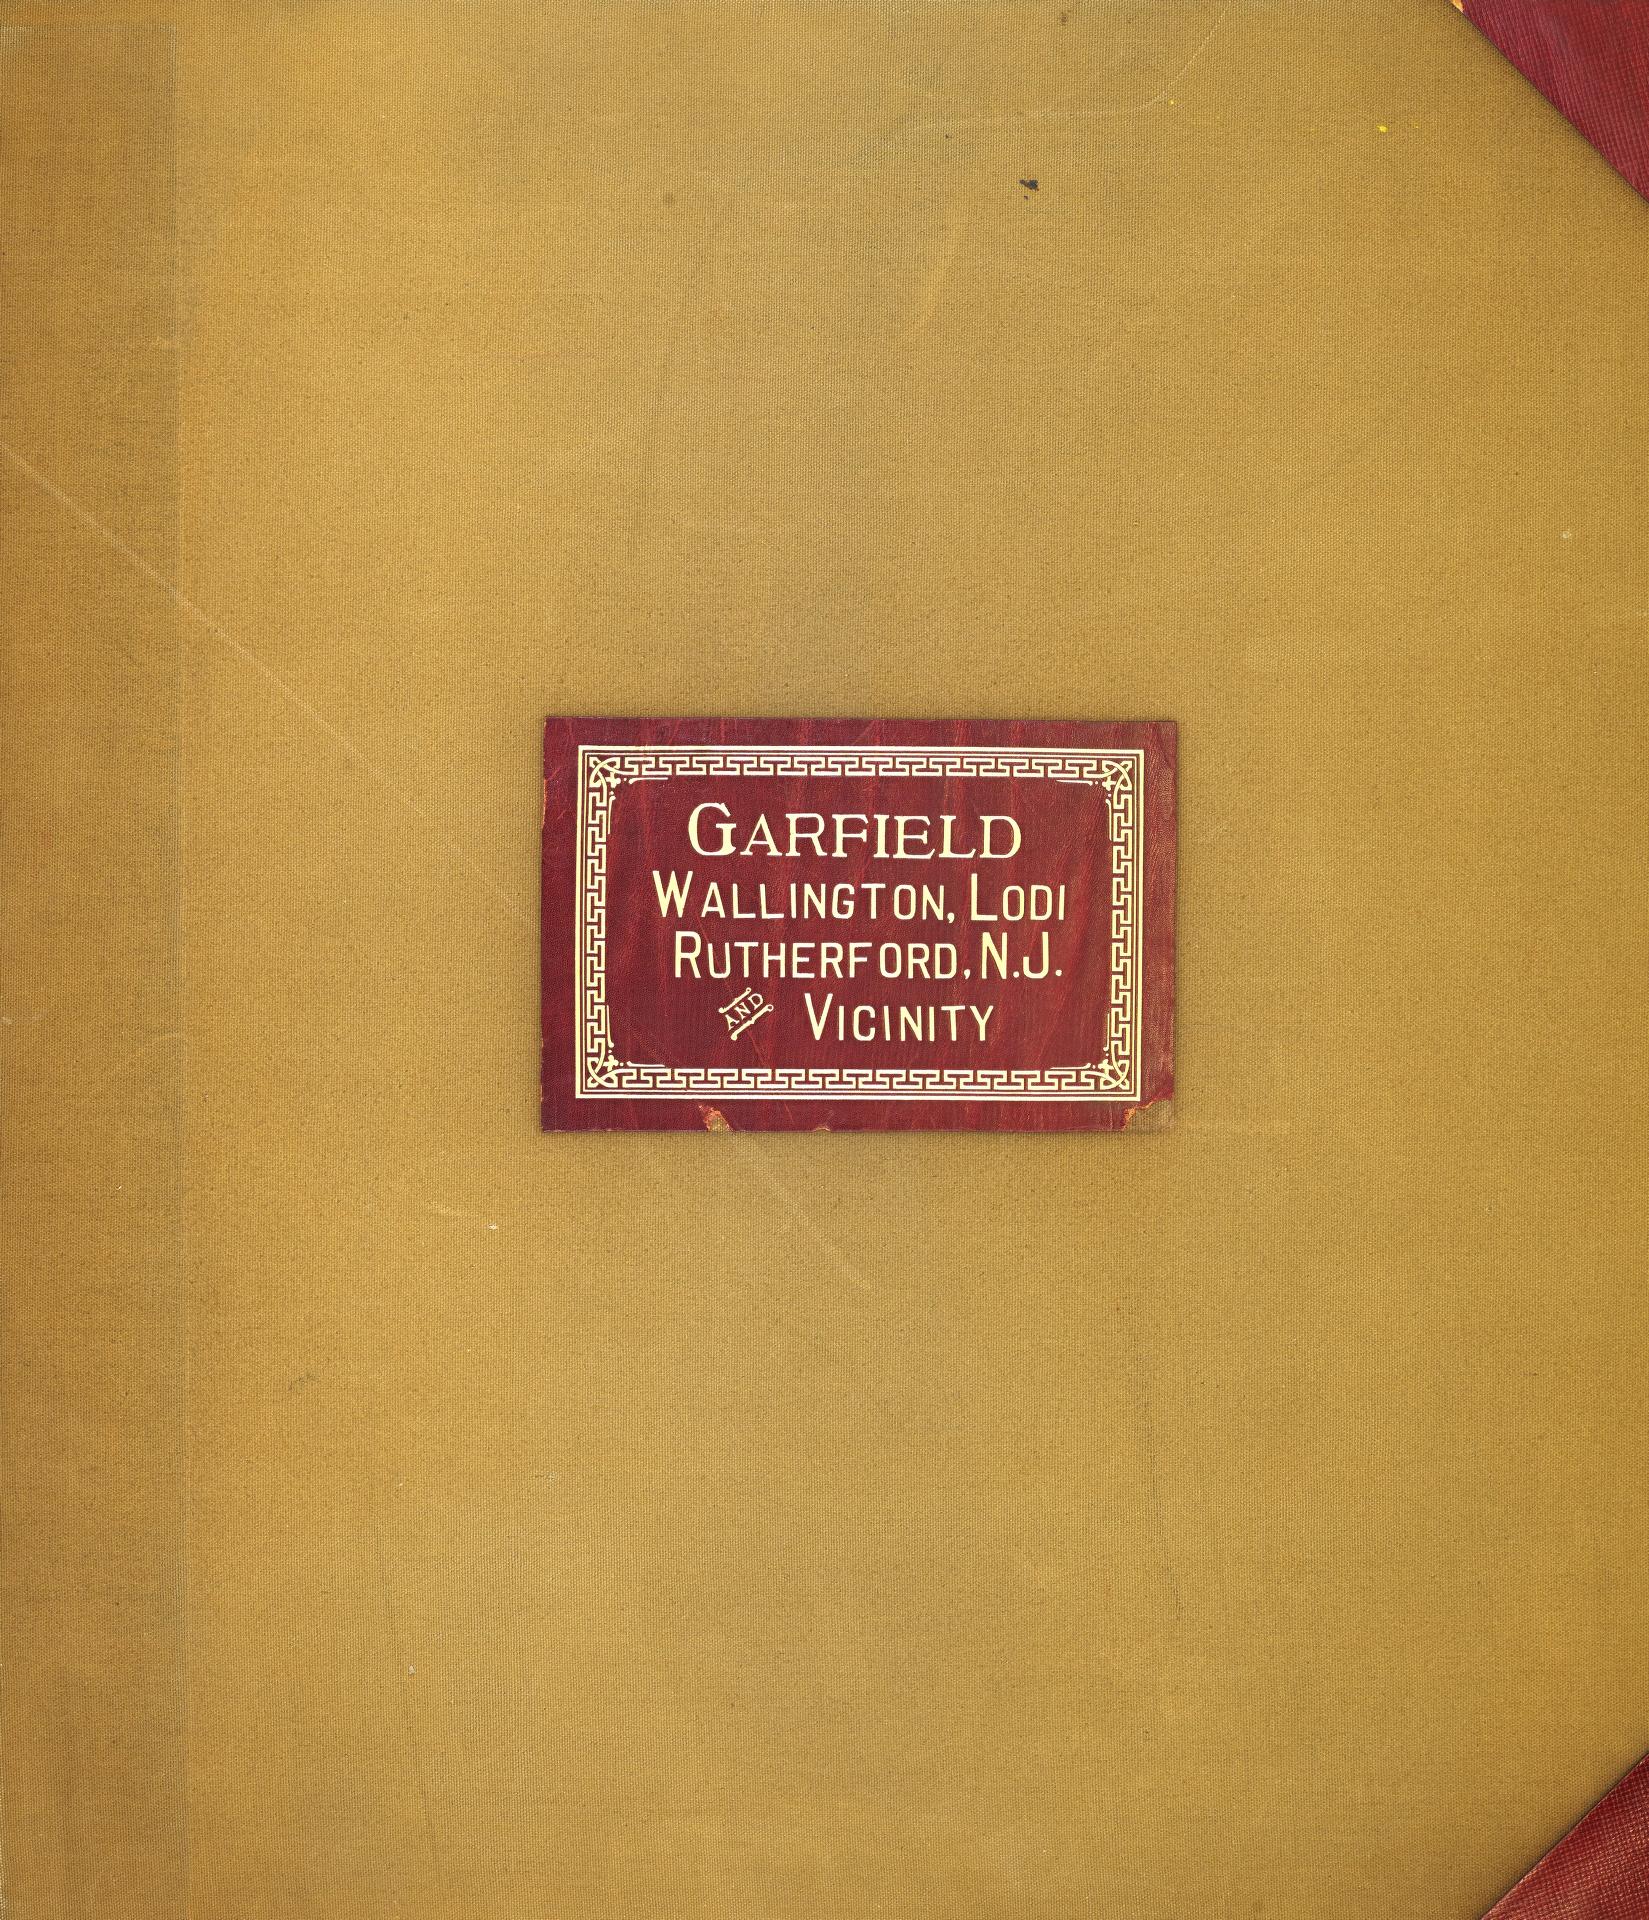 GARFIELD
WALLINGTON, LODI
RUTHERFORD, N.J.
AND VICINITY